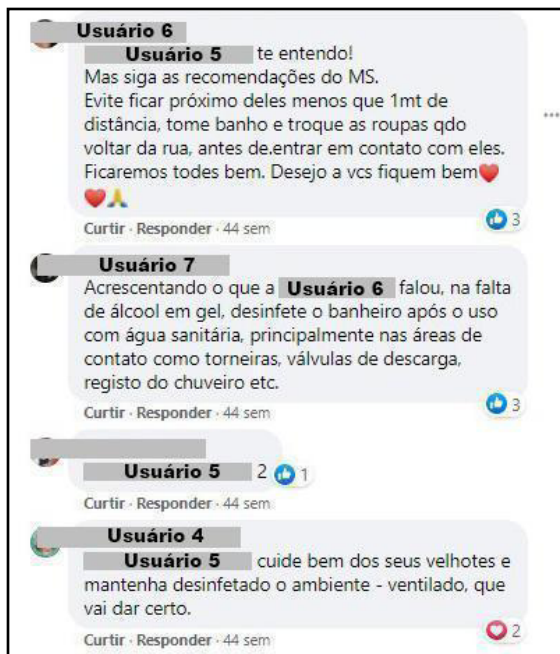 Usuário 6
Usuário 5 te entendo!
Mas siga as recomendações do MS.
Evite ficar próximo deles menos que 1mt de
distância, tome banho e troque as roupas qdo
voltar da rua, antes de.entrar em contato com eles.
Ficaremos todes bem. Desejo a vcs fiquem bem❤️
❤️🙏
Curtir · Responder · 44 sem
3
Usuário 7
Acrescentando o que a Usuário 6 falou, na falta
de álcool em gel, desinfete o banheiro após o uso
com água sanitária, principalmente nas áreas de
contato como torneiras, válvulas de descarga,
registo do chuveiro etc.
Curtir · Responder · 44 sem
3
Usuário 5 2
1
Curtir · Responder · 44 sem
Usuário 4
Usuário 5 cuide bem dos seus velhotes e
mantenha desinfetado o ambiente - ventilado, que
vai dar certo.
Curtir · Responder · 44 sem
2